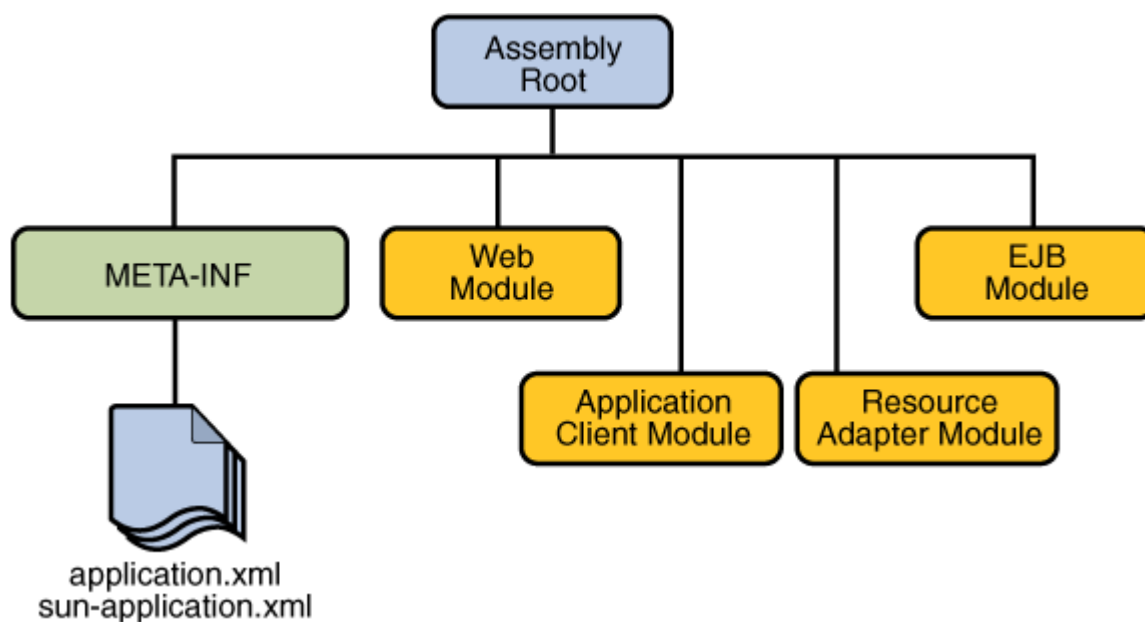 Assembly
Root
META-INF
Web
Module
EJB
Module
Application
Client Module
Resource
Adapter Module
application.xml
sun-application.xml